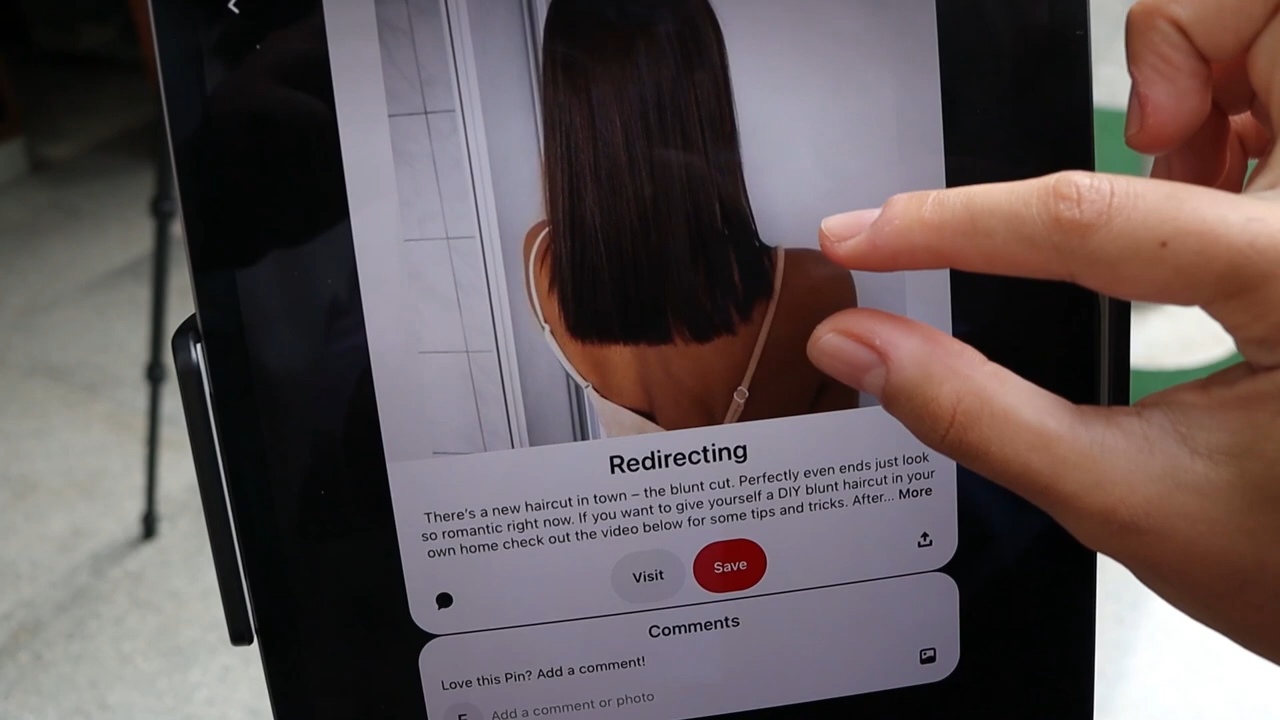 Redirecting
There's a new haircut in town – the blunt cut. Perfectly even ends just look
so romantic right now. If you want to give yourself a DIY blunt haircut in your
own home check out the video below for some tips and tricks. After... More
Visit
Save
Comments
Love this Pin? Add a comment!
Add a comment or photo